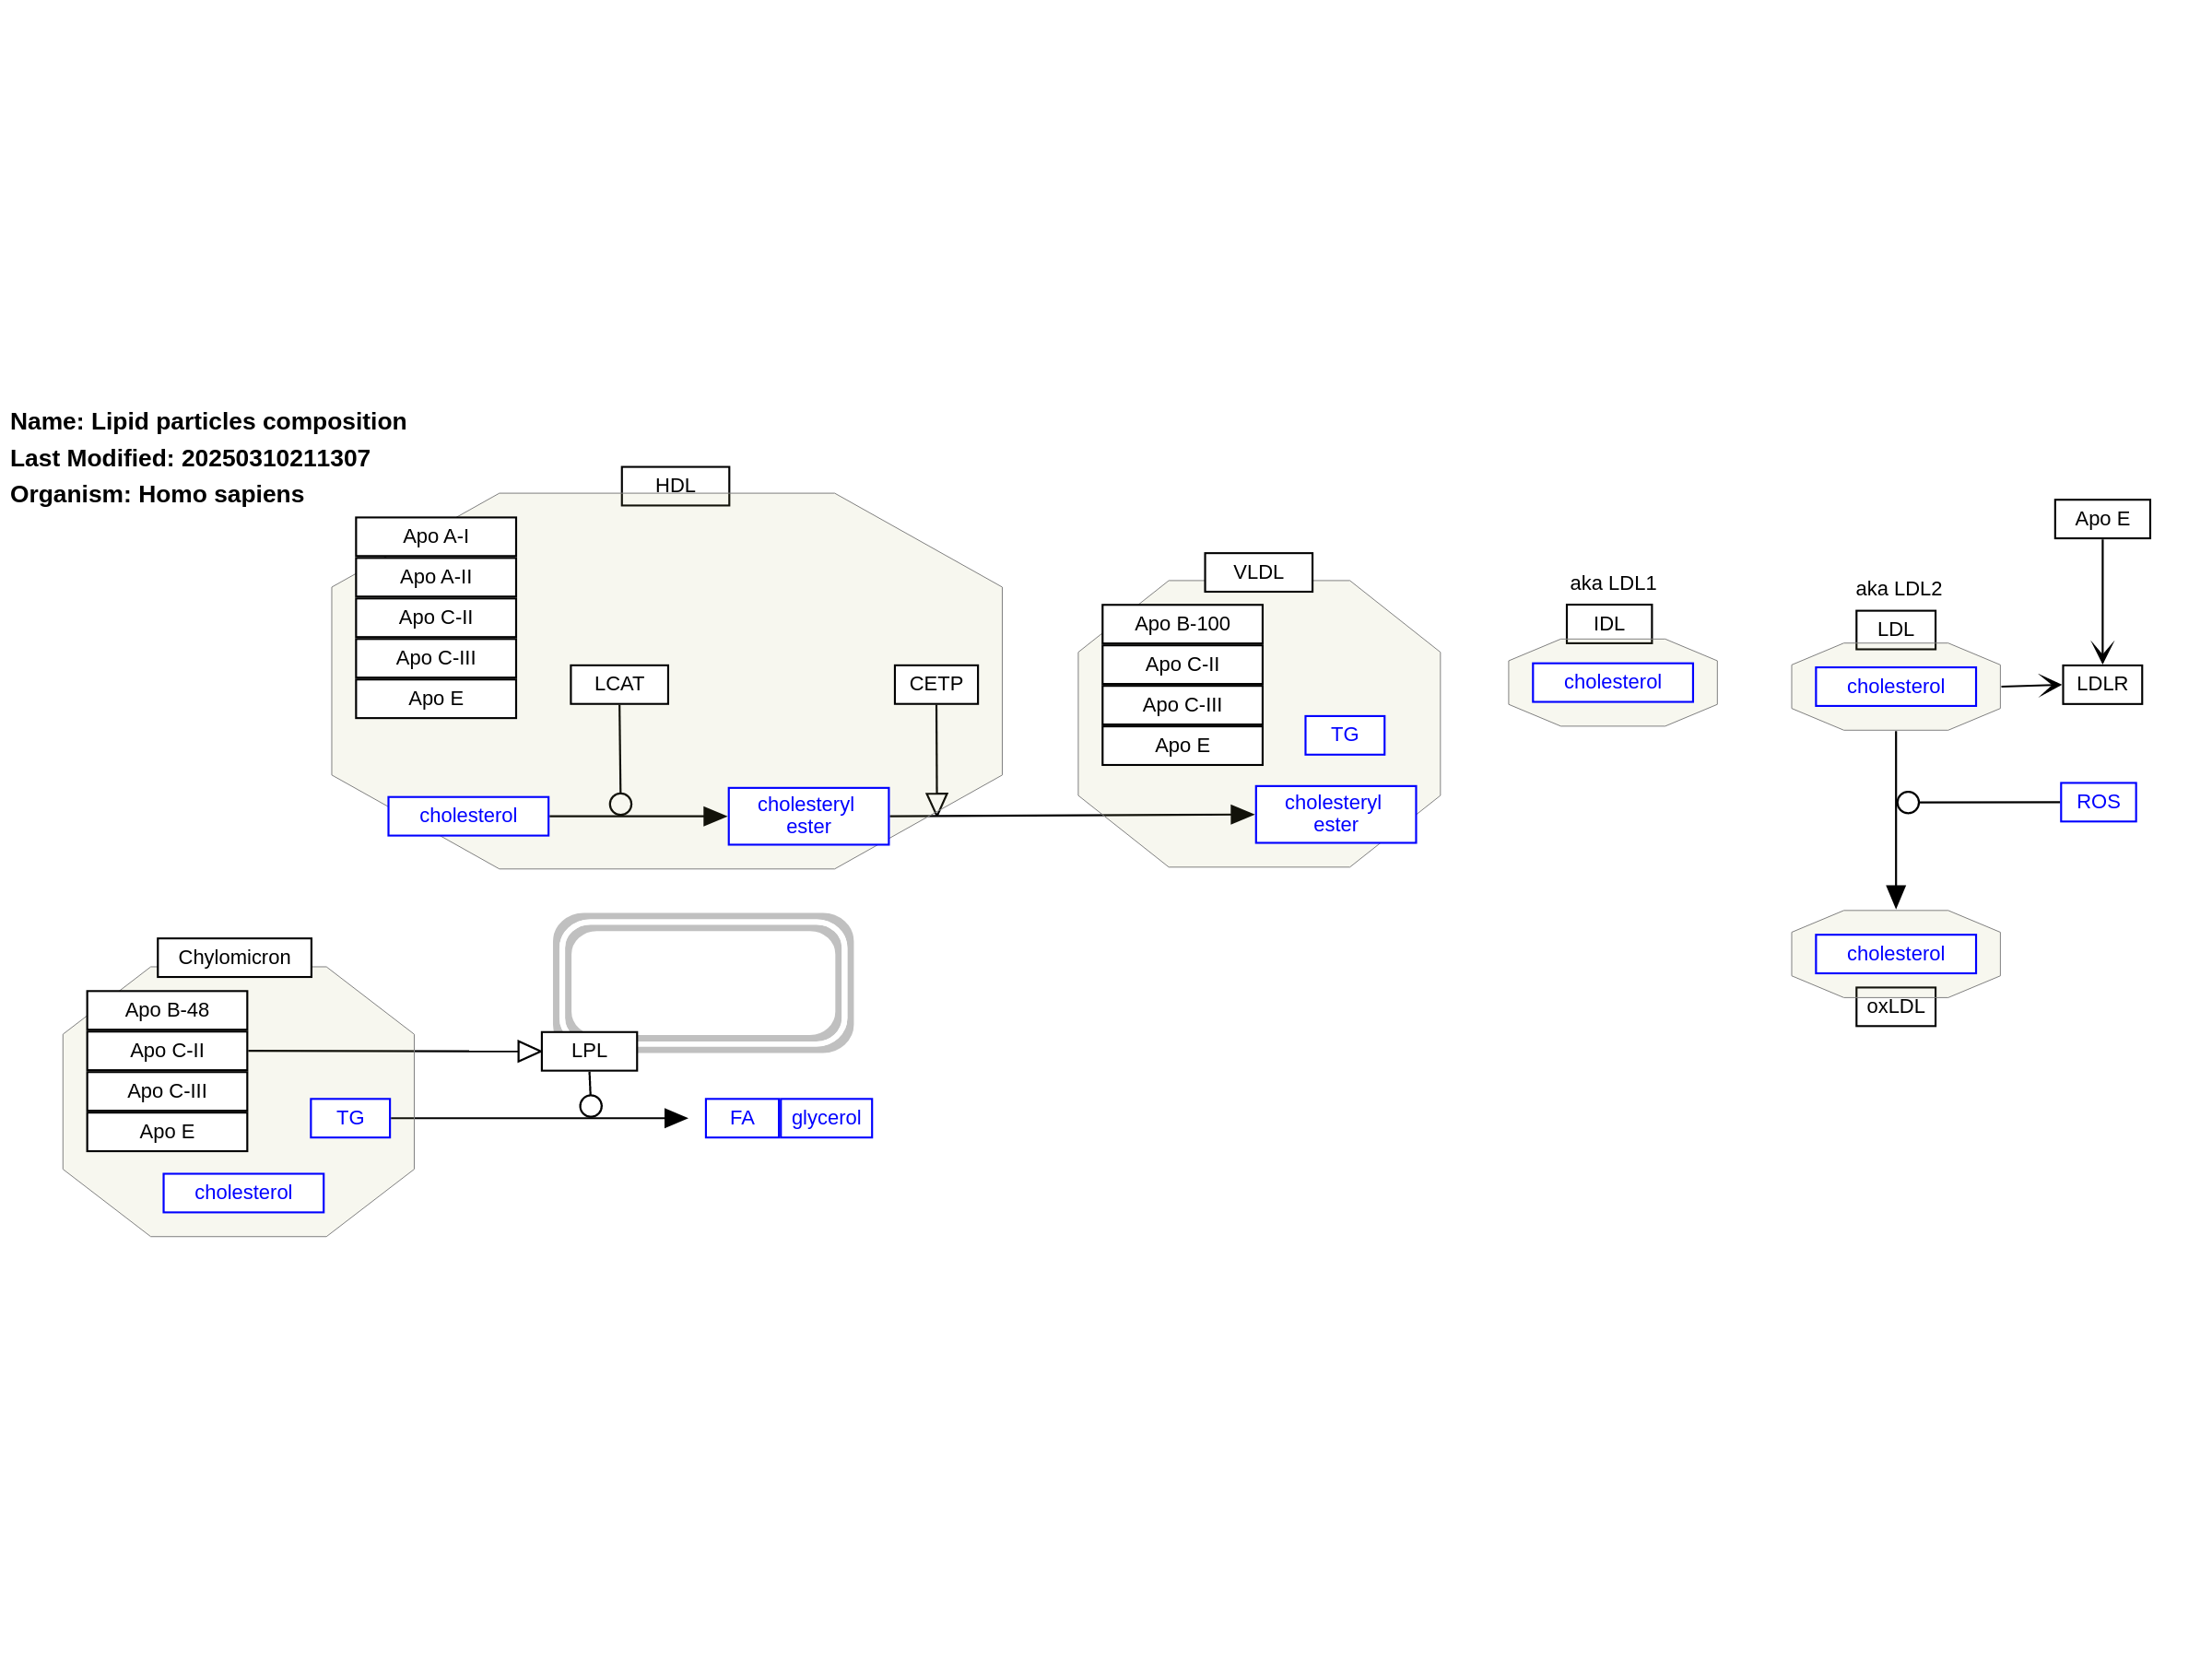 Name: Lipid particles composition
Last Modified: 20250310211307
Organism: Homo sapiens
HDL
Apo A-I
Apo A-II
Apo C-II
Apo C-III
Apo E
LCAT
CETP
cholesterol
cholesteryl
ester
VLDL
Apo B-100
Apo C-II
Apo C-III
Apo E
TG
cholesteryl
ester
aka LDL1
IDL
cholesterol
aka LDL2
LDL
cholesterol
Apo E
LDLR
ROS
cholesterol
oxLDL
Chylomicron
Apo B-48
Apo C-II
Apo C-III
Apo E
TG
cholesterol
LPL
FA
glycerol